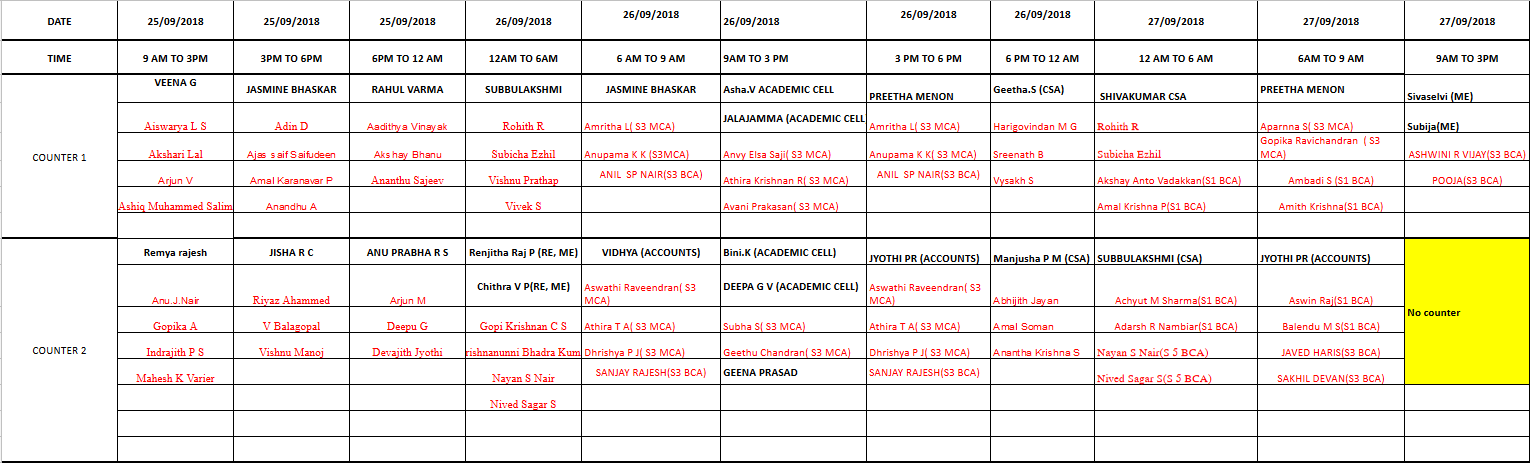 DATE 25/09/2018 25/09/2018 25/09/2018 26/09/2018 26/09/2018 26/09/2018 26/09/2018 26/09/2018 27/09/2018 27/09/2018 27/09/2018
TIME 9 AM TO 3PM 3PM TO 6PM 6PM TO 12 AM 12AM TO 6AM 6 AM TO 9 AM 9AM TO 3 PM 3 PM TO 6 PM 6 PM TO 12 AM 12 AM TO 6 AM 6AM TO 9 AM 9AM TO 3PM
VEENA G JASMINE BHASKAR RAHUL VARMA SUBBULAKSHMI JASMINE BHASKAR Asha.V ACADEMIC CELL PREETHA MENON Geetha.S (CSA) SHIVAKUMAR CSA PREETHA MENON Sivaselvi (ME)
Aiswarya L S Adin D Aadithya Vinayak Rohith R Amritha L( S3 MCA) JALAJAMMA (ACADEMIC CELL Amritha L( S3 MCA) Harigovindan M G Rohith R Aparnna S( S3 MCA) Subija(ME)
COUNTER 1 Akshari Lal Ajas saif Saifudeen Akshay Bhanu Subicha Ezhil Anupama K K (S3MCA) Anvy Elsa Saji( S3 MCA) Anupama K K( S3 MCA) Sreenath B Subicha Ezhil Gopika Ravichandran ( S3
MCA) ASHWINI R VIJAY(S3 BCA)
Arjun V Amal Karanavar P Ananthu Sajeev Vishnu Prathap ANIL SP NAIR(S3 BCA) Athira Krishnan R( S3 MCA) ANIL SP NAIR(S3 BCA) Vysakh S Akshay Anto Vadakkan(S1 BCA) Ambadi S (S1 BCA) POOJA(S3 BCA)
Ashiq Muhammed Salim Anandhu A Vivek S Avani Prakasan( S3 MCA) Amal Krishna P(S1 BCA) Amith Krishna(S1 BCA)
Remya rajesh JISHA R C ANU PRABHA R S Renjitha Raj P (RE, ME) VIDHYA (ACCOUNTS) Bini.K (ACADEMIC CELL) JYOTHI PR (ACCOUNTS) Manjusha P M (CSA) SUBBULAKSHMI (CSA) JYOTHI PR (ACCOUNTS)
Anu.J.Nair Riyaz Ahammed Arjun M Chithra V P(RE, ME) Aswathi Raveendran( S3
MCA) DEEPA G V (ACADEMIC CELL) Aswathi Raveendran( S3
MCA) Abhijith Jayan Achyut M Sharma(S1 BCA) Aswin Raj(S1 BCA)
No counter
Gopika A V Balagopal Deepu G Gopi Krishnan C S Athira T A( S3 MCA) Subha S( S3 MCA) Athira T A( S3 MCA) Amal Soman Adarsh R Nambiar(S1 BCA) Balendu M S(S1 BCA)
COUNTER 2 Indrajith P S Vishnu Manoj Devajith Jyothi rishnanunni Bhadra Kum Dhrishya P J( S3 MCA) Geethu Chandran( S3 MCA) Dhrishya P J( S3 MCA) Anantha Krishna S Nayan S Nair(S 5 BCA) JAVED HARIS(S3 BCA)
Mahesh K Varier Nayan S Nair SANJAY RAJESH(S3 BCA) GEENA PRASAD SANJAY RAJESH(S3 BCA) Nived Sagar S(S 5 BCA) SAKHIL DEVAN(S3 BCA)
Nived Sagar S